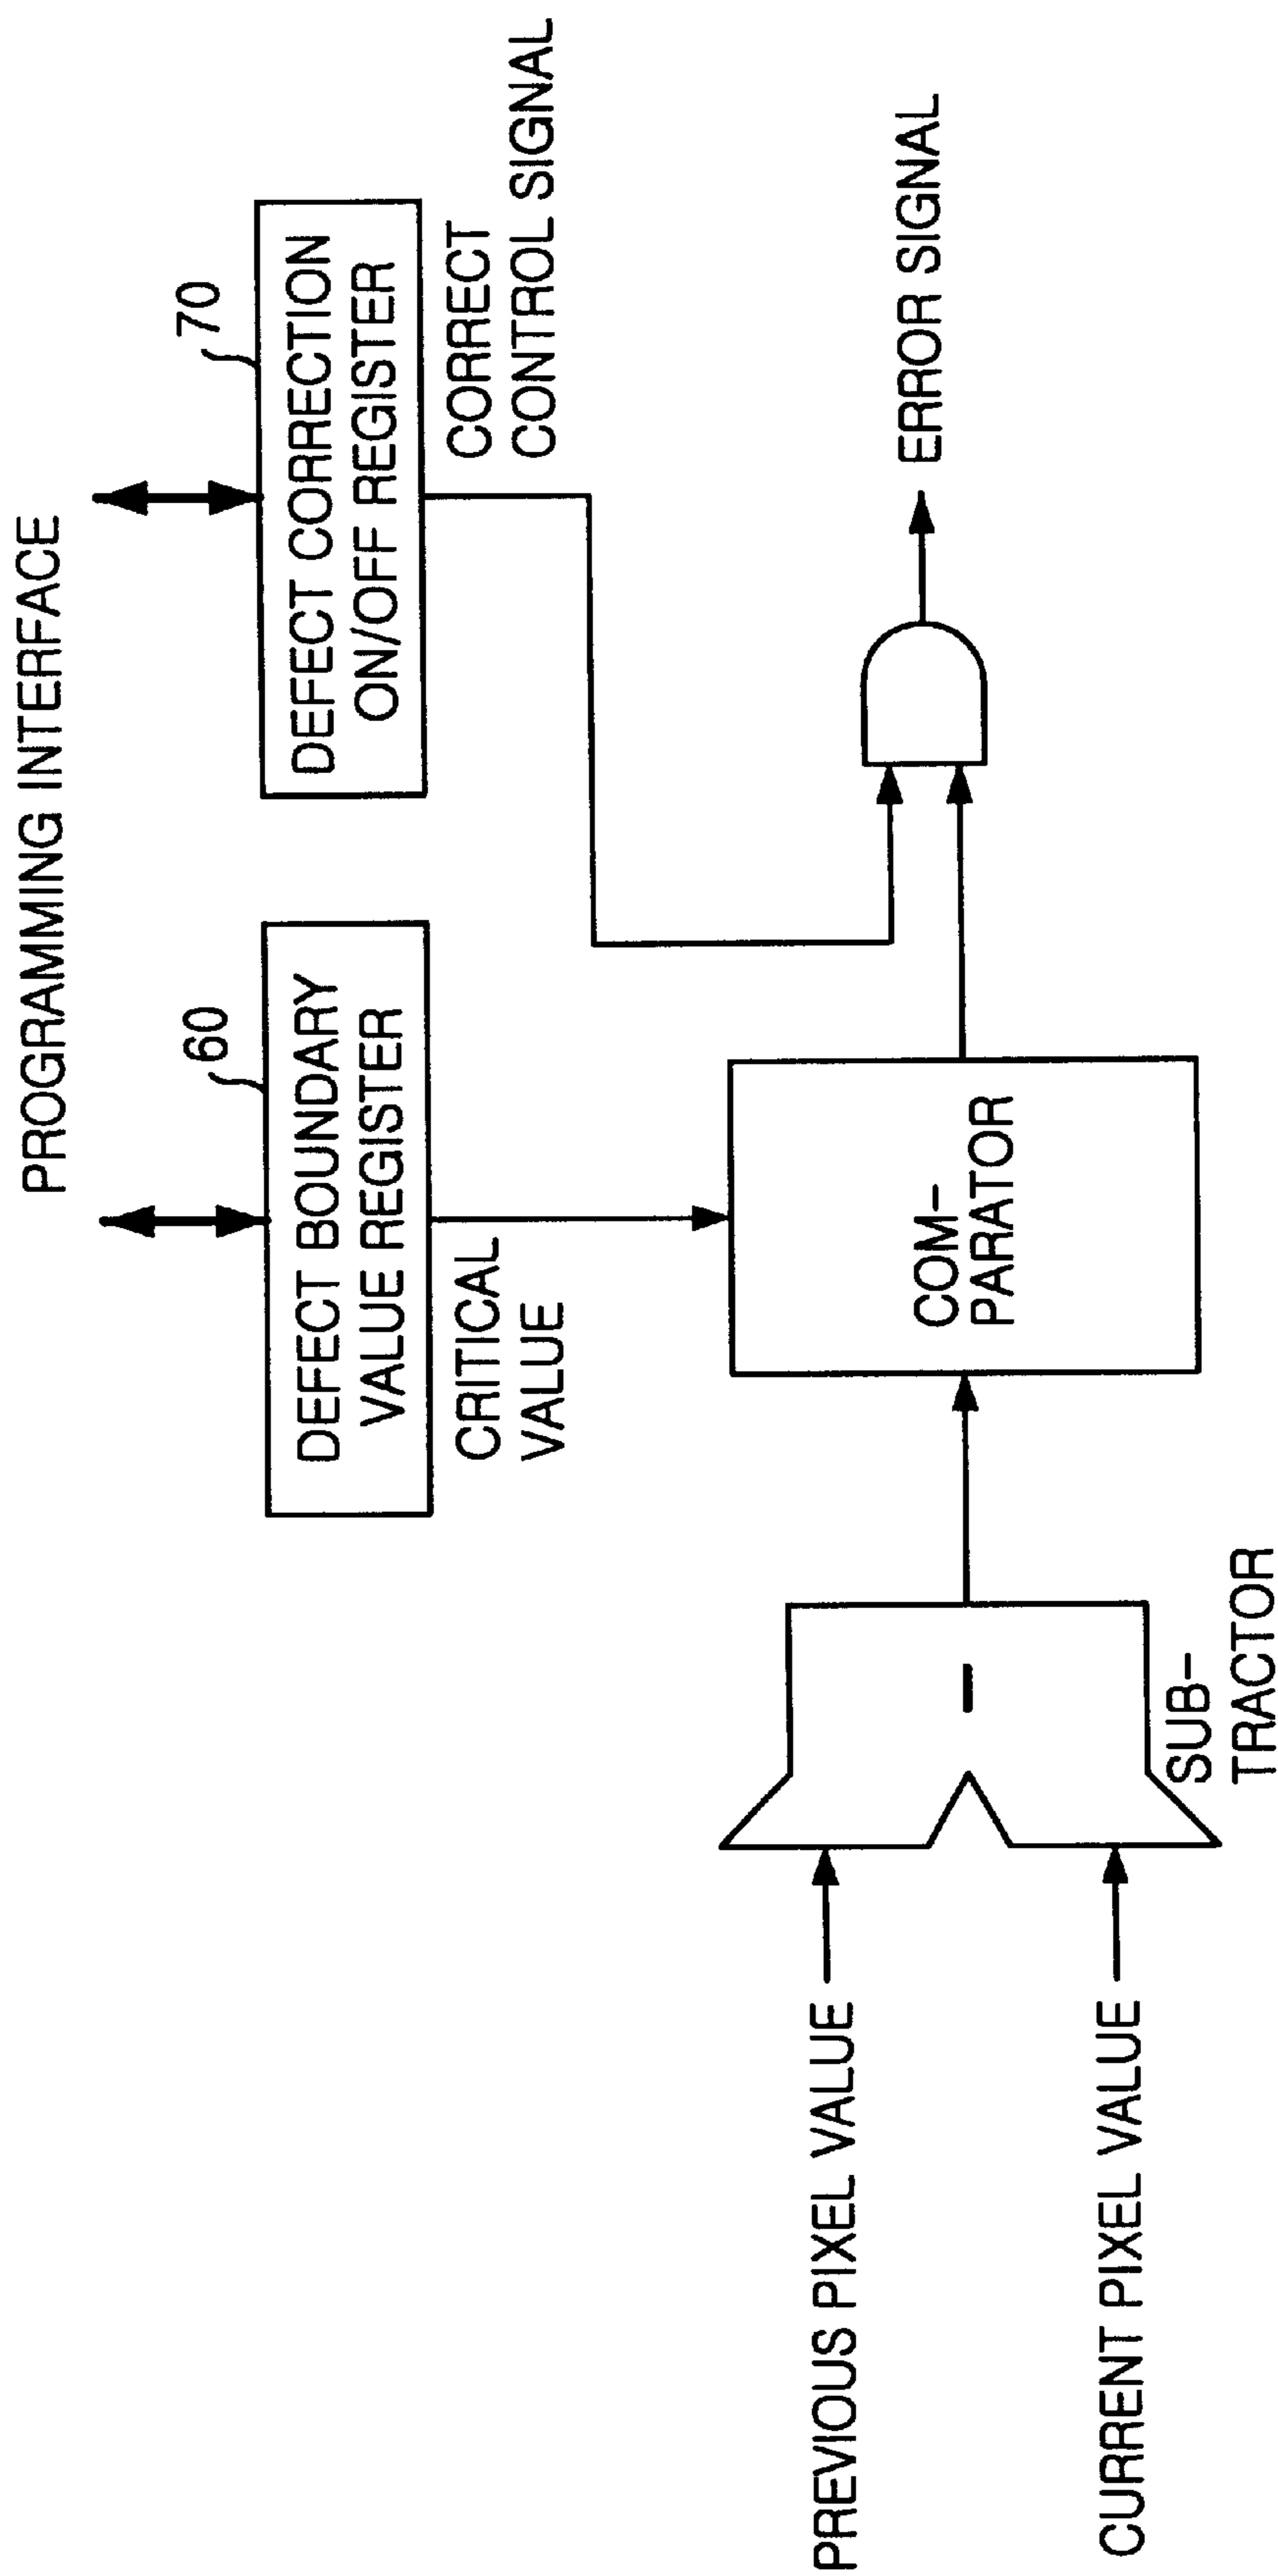 PROGRAMMING INTERFACE
60
70
DEFECT BOUNDARY
VALUE REGISTER
DEFECT CORRECTION
ON/OFF REGISTER
CRITICAL
VALUE
CORRECT
CONTROL SIGNAL
PREVIOUS PIXEL VALUE
CURRENT PIXEL VALUE
SUB-
TRACTOR
COM-
PARATOR
ERROR SIGNAL